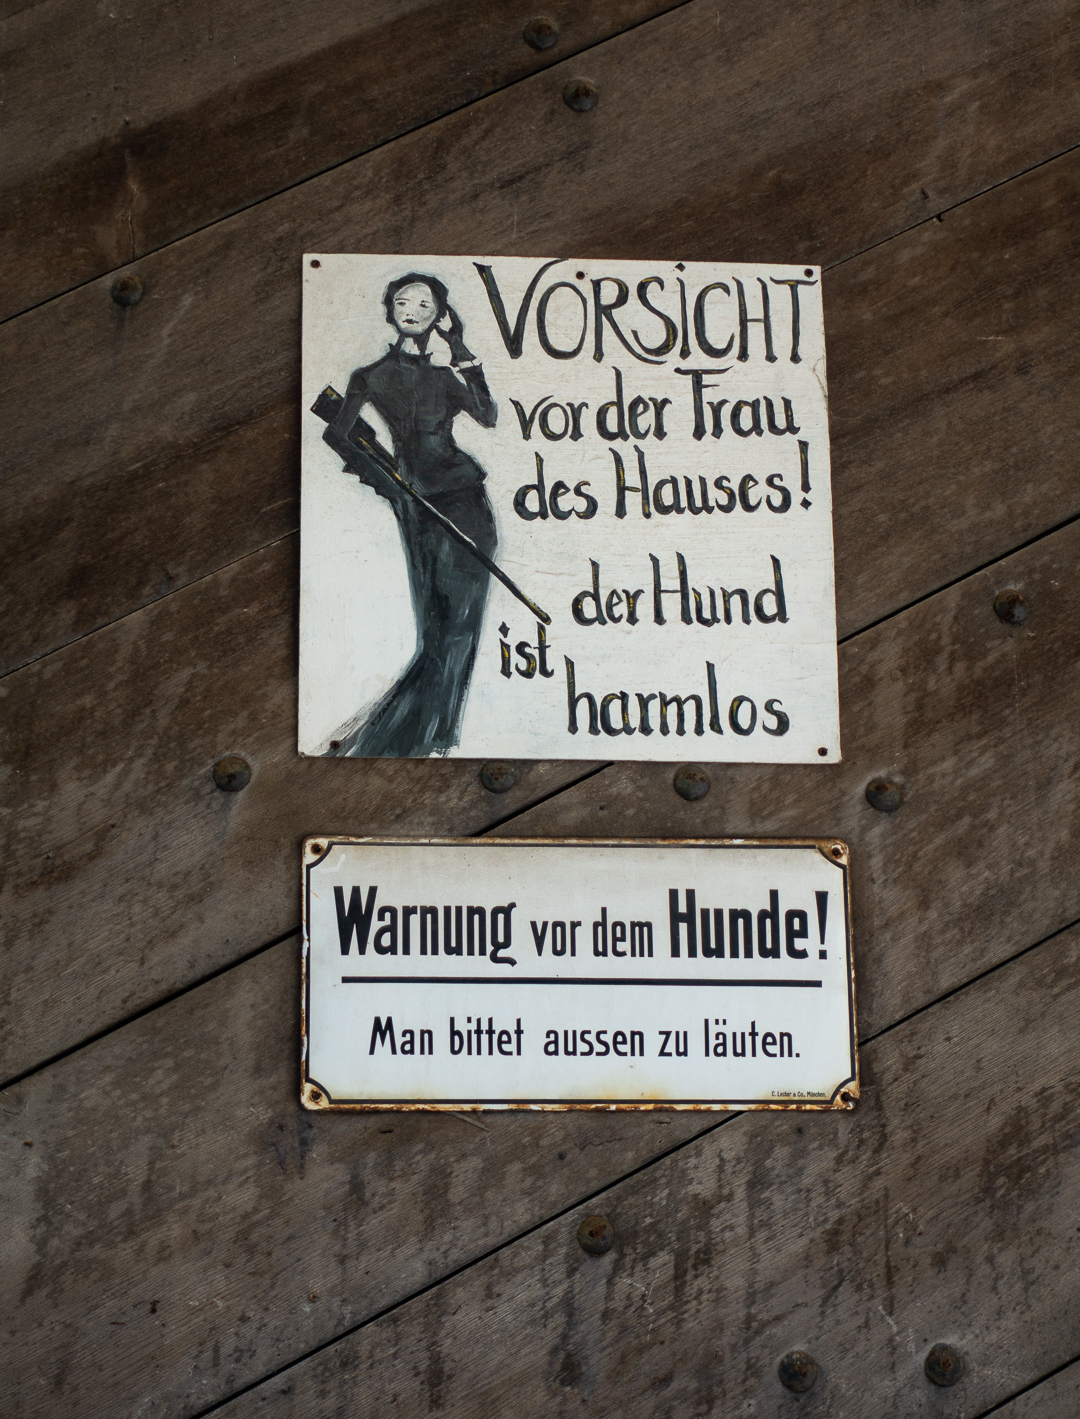 VORSICHT
vor der Frau
des Hauses!
der Hund
ist
harmlos
Warnung vor dem Hunde!
Man bittet aussen zu läuten.